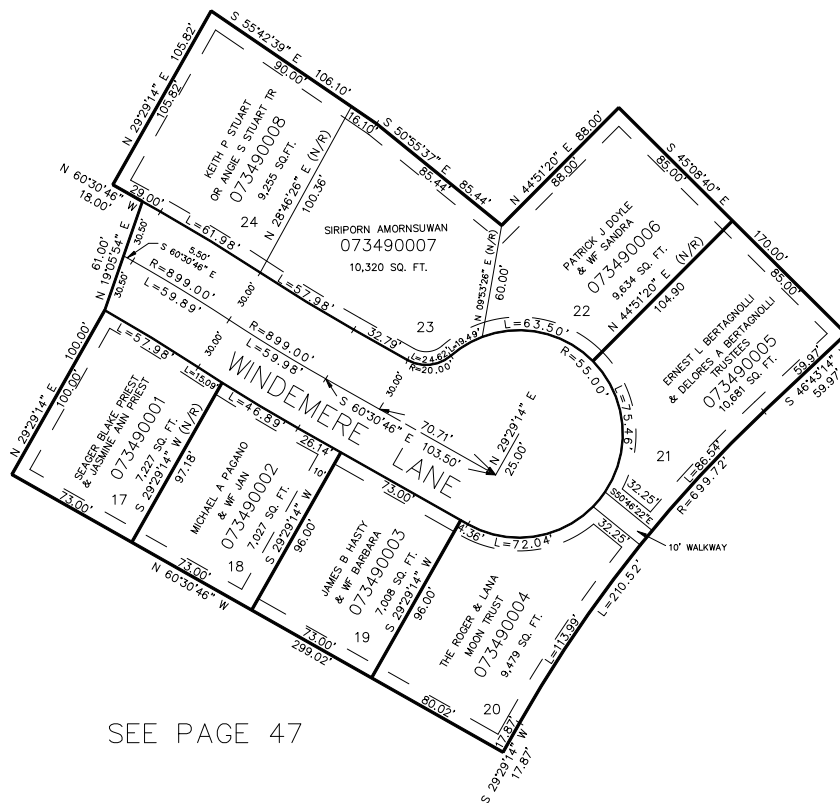 S 55°42'39" E
106.10'
90.00'
N 29°29'14" E 105.82'
105.82'
KEITH P STUART
OR ANGIE S STUART TR
073490008
9,255 SQ.FT.
24
16.10'
N 28°46'26" E (N/R)
100.36'
S 50°55'37" E 85.44'
85.44'
N 44°51'20" E 88.00'
88.00'
S 45°08'40" E
85.00'
170.00'
85.00'
N 60°30'46" W
18.00'
29.00'
L=61.98'
SIRIPORN AMORNSUWAN
073490007
10,320 SQ. FT.
23
L=57.98'
32.79'
L=24.62'
R=20.00'
L=19.49'
N 09°53'26" E (N/R)
60.00'
PATRICK J DOYLE
& WF SANDRA
073490006
9,634 SQ. FT.
22
N 44°51'20" E (N/R)
104.90
L=63.50'
R=55.00'
L=75.46'
ERNEST L BERTAGNOLLI
& DELORES A BERTAGNOLLI
TRUSTEES
073490005
10,681 SQ. FT.
21
59.97'
S 46°43'14"
59.97'
L=86.54'
R=699.72'
N 19°05'54" E
61.00'
30.50'
30.50'
5.50'
S 60°30'46" E
R=899.00'
L=59.89'
30.00'
30.00'
R=899.00'
L=59.98'
30.00'
S 60°30'46" E
70.71'
103.50'
N 29°29'14" E
25.00'
WINDEMERE LANE
N 29°29'14" E 100.00'
100.00'
L=57.98'
L=15.09'
L=46.89'
26.14'
10'
73.00'
4.36'
L=72.04'
SEAGER BLAKE PRIEST
& JASMINE ANN PRIEST
073490001
7,227 SQ. FT.
17
S 29°29'14" W (N/R)
97.18'
MICHAEL A PAGANO
& WF JAN
073490002
7,027 SQ. FT.
18
S 29°29'14" W
96.00'
JAMES B HASTY
& WF BARBARA
073490003
7,008 SQ. FT.
19
S 29°29'14" W
96.00'
THE ROGER & LANA
MOON TRUST
073490004
9,479 SQ. FT.
20
32.25'
S50°46'22"E
32.25
10' WALKWAY
L=210.52'
L=113.99'
73.00'
73.00'
73.00'
80.02'
N 60°30'46" W
299.02'
17.87'
S 29°29'14" W
17.87'
SEE PAGE 47